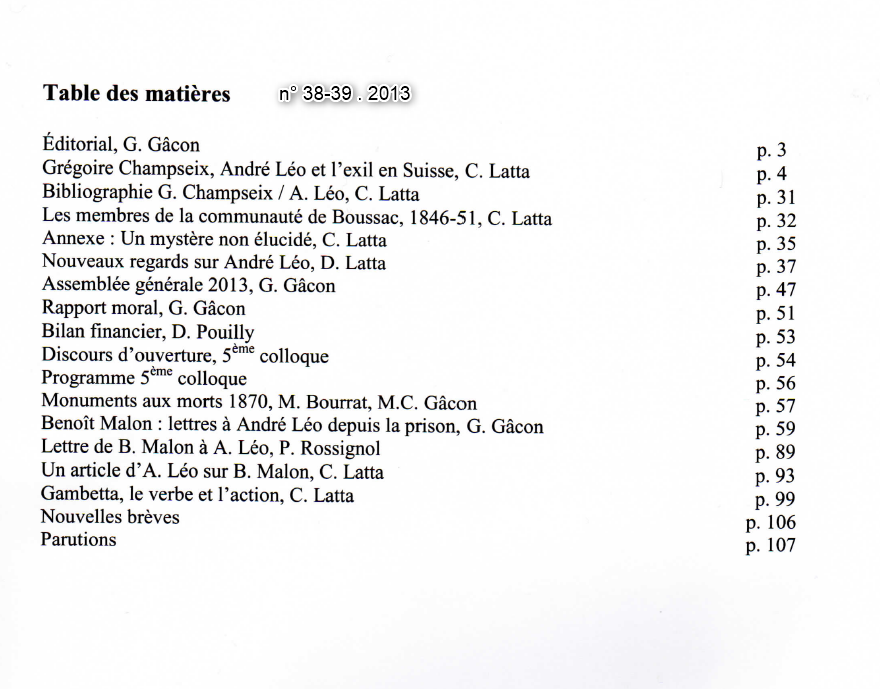 Table des matières n° 38-39 . 2013
Éditorial, G. Gâcon p. 3
Grégoire Champseix, André Léo et l'exil en Suisse, C. Latta p. 4
Bibliographie G. Champseix / A. Léo, C. Latta p. 31
Les membres de la communauté de Boussac, 1846-51, C. Latta p. 32
Annexe : Un mystère non élucidé, C. Latta p. 35
Nouveaux regards sur André Léo, D. Latta p. 37
Assemblée générale 2013, G. Gâcon p. 47
Rapport moral, G. Gâcon p. 51
Bilan financier, D. Pouilly p. 53
Discours d'ouverture, 5ème colloque p. 54
Programme 5ème colloque p. 56
Monuments aux morts 1870, M. Bourrat, M.C. Gâcon p. 57
Benoît Malon : lettres à André Léo depuis la prison, G. Gâcon p. 59
Lettre de B. Malon à A. Léo, P. Rossignol p. 89
Un article d'A. Léo sur B. Malon, C. Latta p. 93
Gambetta, le verbe et l'action, C. Latta p. 99
Nouvelles brèves p. 106
Parutions p. 107